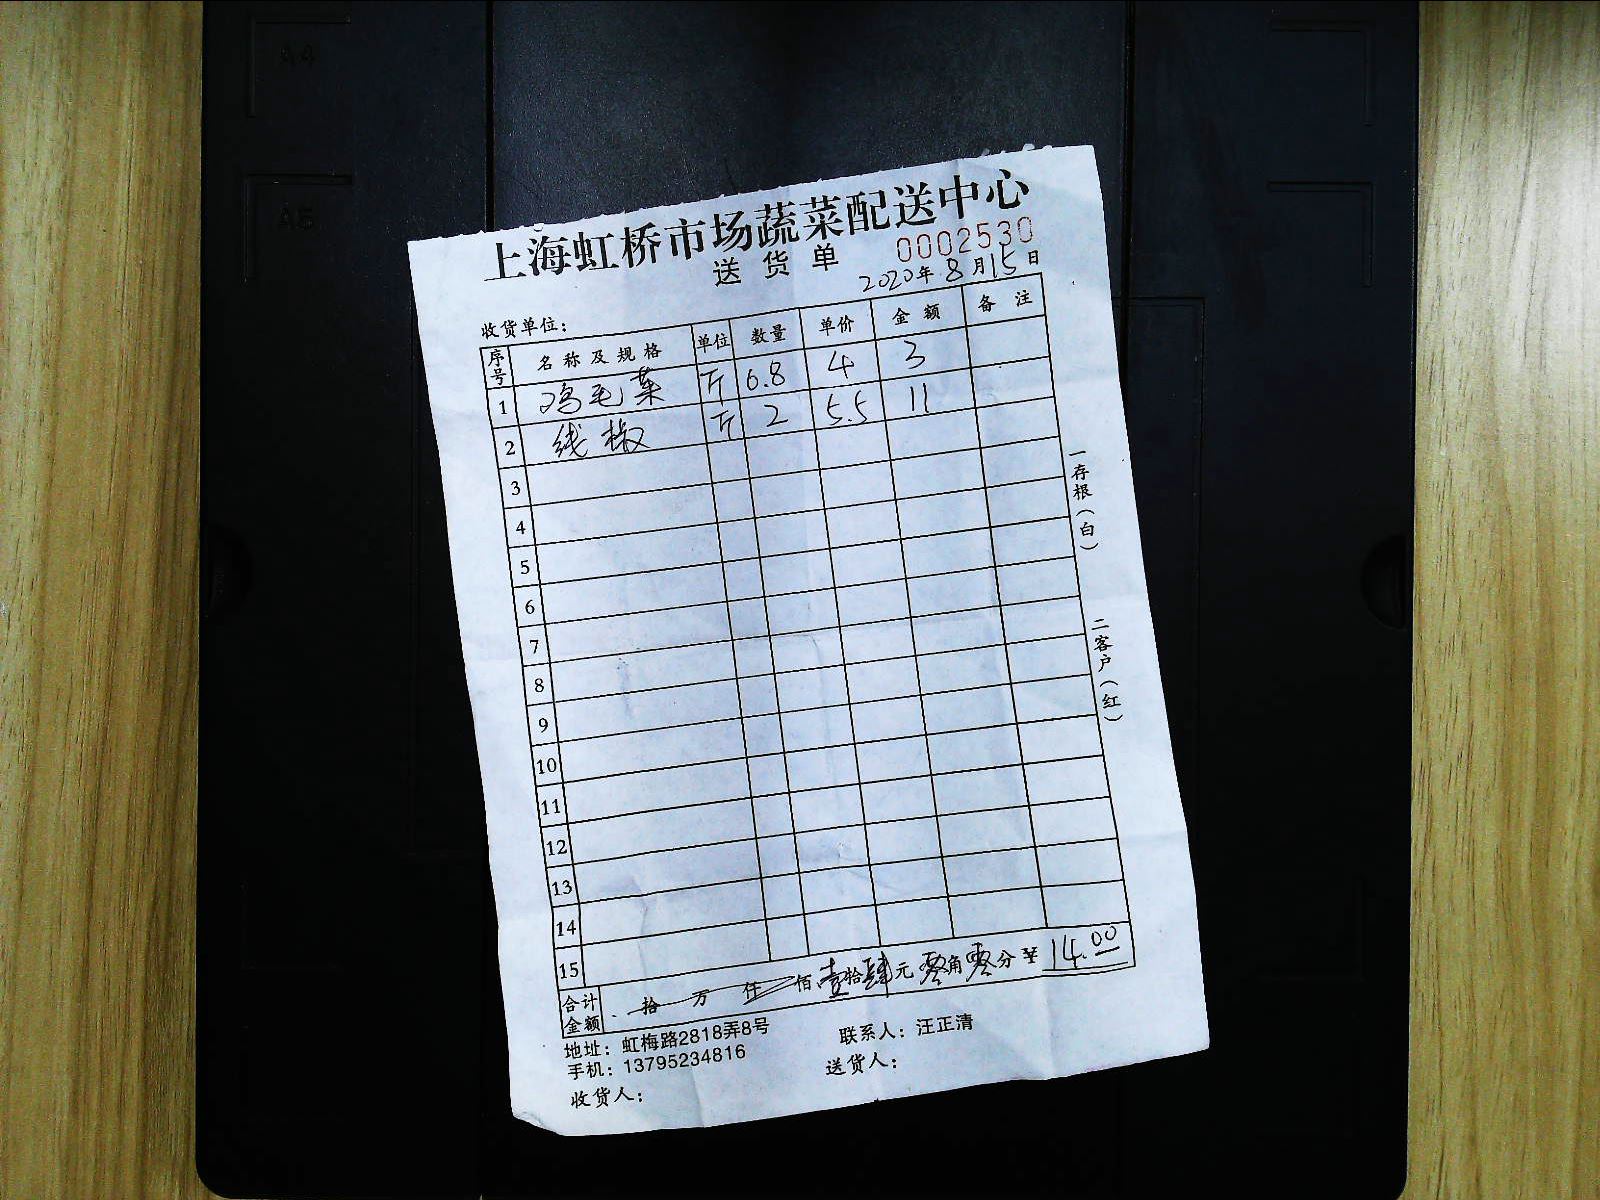 A4
A5
上海虹桥市场蔬菜配送中心
送货单 0002530
2020年8月15日
收货单位：
序号 名称及规格 单位 数量 单价 金额 备注
1 鸡毛菜 斤 0.8 4 3
2 线椒 斤 2 5.5 11
3
4
5
6
7
8
9
10
11
12
13
14
15
合计金额 拾 万 仟 佰 壹拾肆元零角零分 ¥ 14.00
地址：虹梅路2818弄8号 联系人：汪正清
手机：13795234816 送货人：
收货人：
一存根（白）
二客户（红）